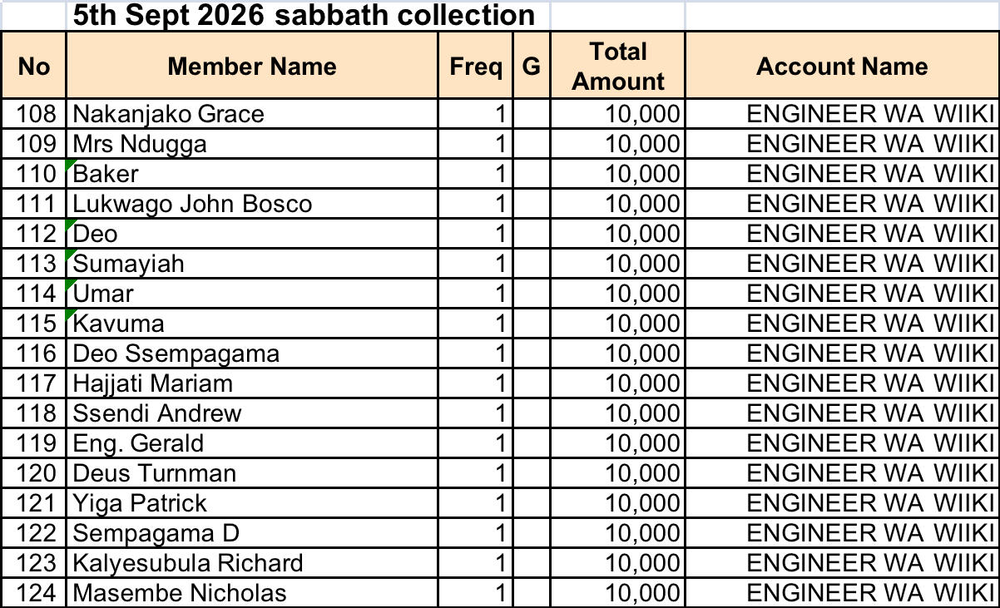 5th Sept 2026 sabbath collection
No Member Name Freq G Total Amount Account Name
108 Nakanjako Grace 1 10,000 ENGINEER WA WIIKI
109 Mrs Ndugga 1 10,000 ENGINEER WA WIIKI
110 Baker 1 10,000 ENGINEER WA WIIKI
111 Lukwago John Bosco 1 10,000 ENGINEER WA WIIKI
112 Deo 1 10,000 ENGINEER WA WIIKI
113 Sumayiah 1 10,000 ENGINEER WA WIIKI
114 Umar 1 10,000 ENGINEER WA WIIKI
115 Kavuma 1 10,000 ENGINEER WA WIIKI
116 Deo Ssempagama 1 10,000 ENGINEER WA WIIKI
117 Hajjati Mariam 1 10,000 ENGINEER WA WIIKI
118 Ssendi Andrew 1 10,000 ENGINEER WA WIIKI
119 Eng. Gerald 1 10,000 ENGINEER WA WIIKI
120 Deus Turnman 1 10,000 ENGINEER WA WIIKI
121 Yiga Patrick 1 10,000 ENGINEER WA WIIKI
122 Sempagama D 1 10,000 ENGINEER WA WIIKI
123 Kalyesubula Richard 1 10,000 ENGINEER WA WIIKI
124 Masembe Nicholas 1 10,000 ENGINEER WA WIIKI